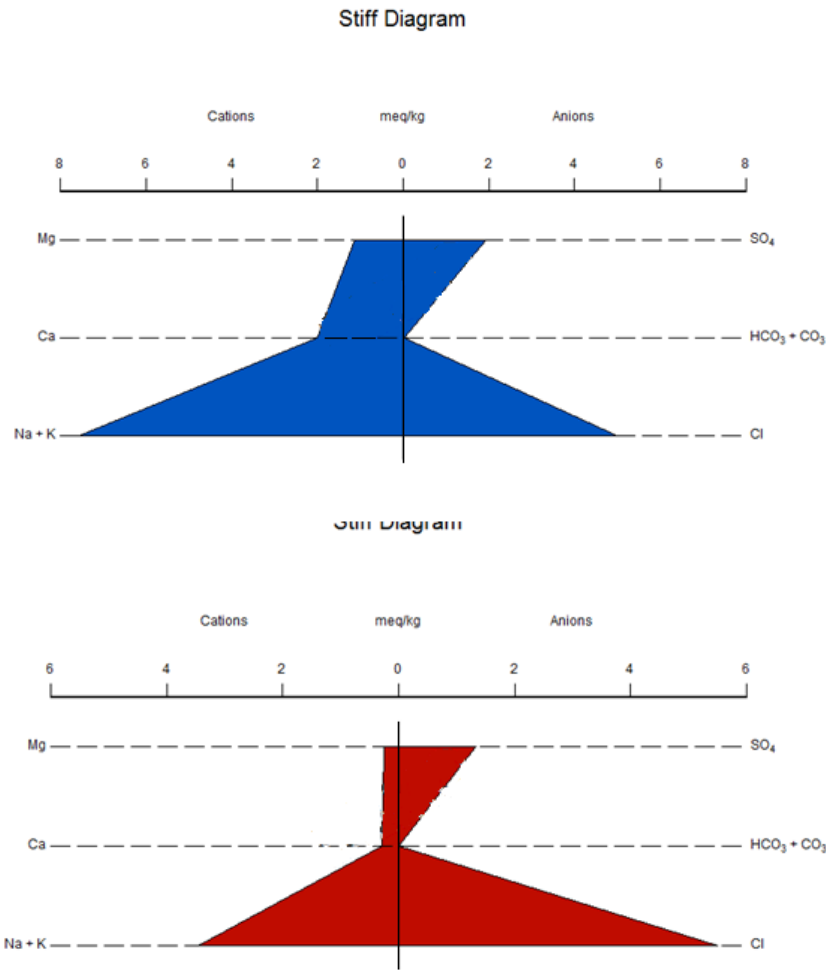 Stiff Diagram
Cations meq/kg Anions
8 6 4 2 0 2 4 6 8
Mg SO₄
Ca HCO₃ + CO₃
Na + K Cl
Stiff Diagram
Cations meq/kg Anions
6 4 2 0 2 4 6
Mg SO₄
Ca HCO₃ + CO₃
Na + K Cl